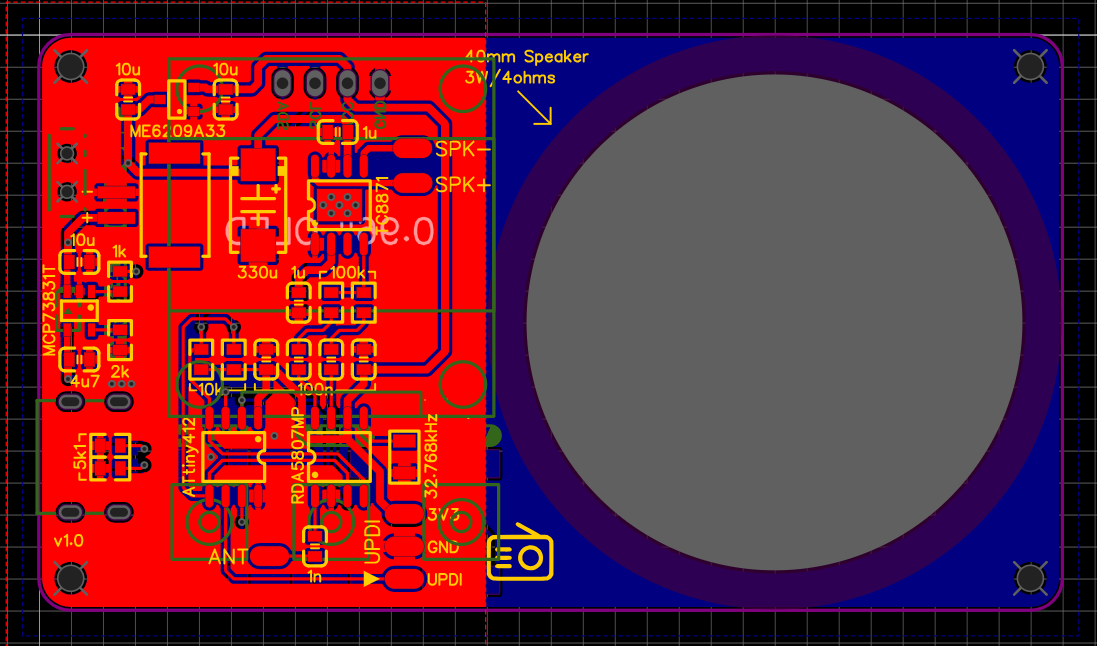 40mm Speaker
3W/4ohms
10u
10u
ME6209A33
1u
SPK-
SPK+
-
+
TC8871
10u
1k
MCP73831T
330u
1u
100k
4u7
2k
10k
100n
5k1
ATtiny412
RDA5807MP
32.768kHz
3V3
GND
UPDI
UPDI
ANT
1n
v1.0